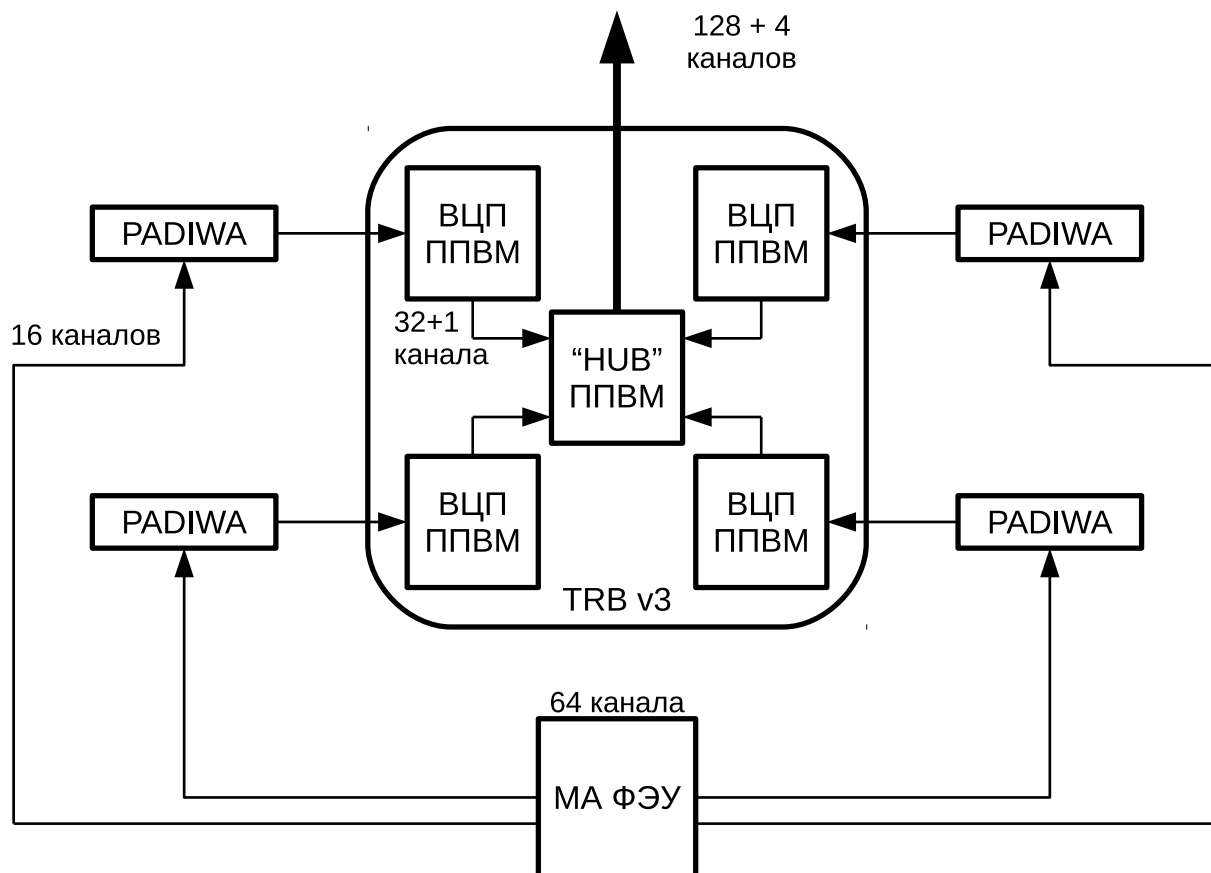 128 + 4
каналов
ВЦП
ППВМ
ВЦП
ППВМ
PADIWA
PADIWA
16 каналов
32+1
канала
“HUB”
ППВМ
ВЦП
ППВМ
ВЦП
ППВМ
PADIWA
PADIWA
TRB v3
64 канала
МА ФЭУ